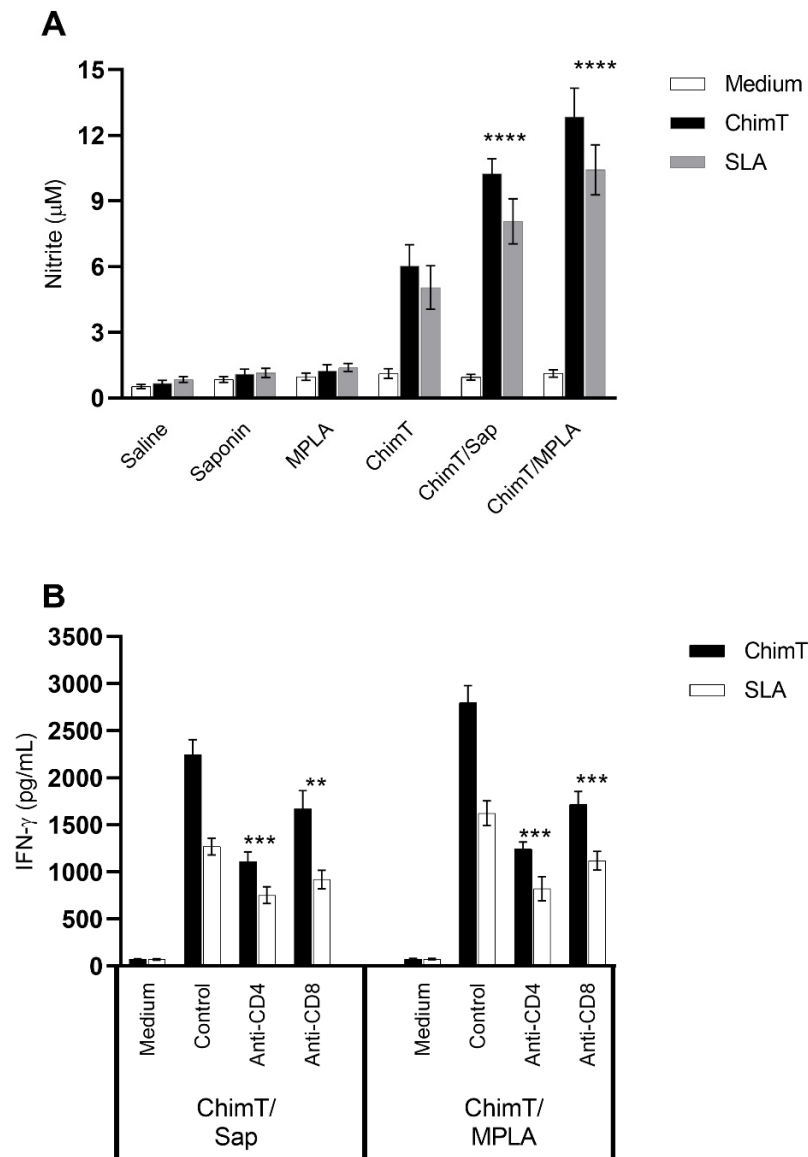 A
15
12
9
6
3
0
Nitrite (μM)
****
****
Medium
ChimT
SLA
Saline
Saponin
MPLA
ChimT
ChimT/Sap
ChimT/MPLA
B
3500
3000
2500
2000
1500
1000
500
0
IFN-γ (pg/mL)
***
**
***
***
ChimT
SLA
Medium
Control
Anti-CD4
Anti-CD8
Medium
Control
Anti-CD4
Anti-CD8
ChimT/
Sap
ChimT/
MPLA